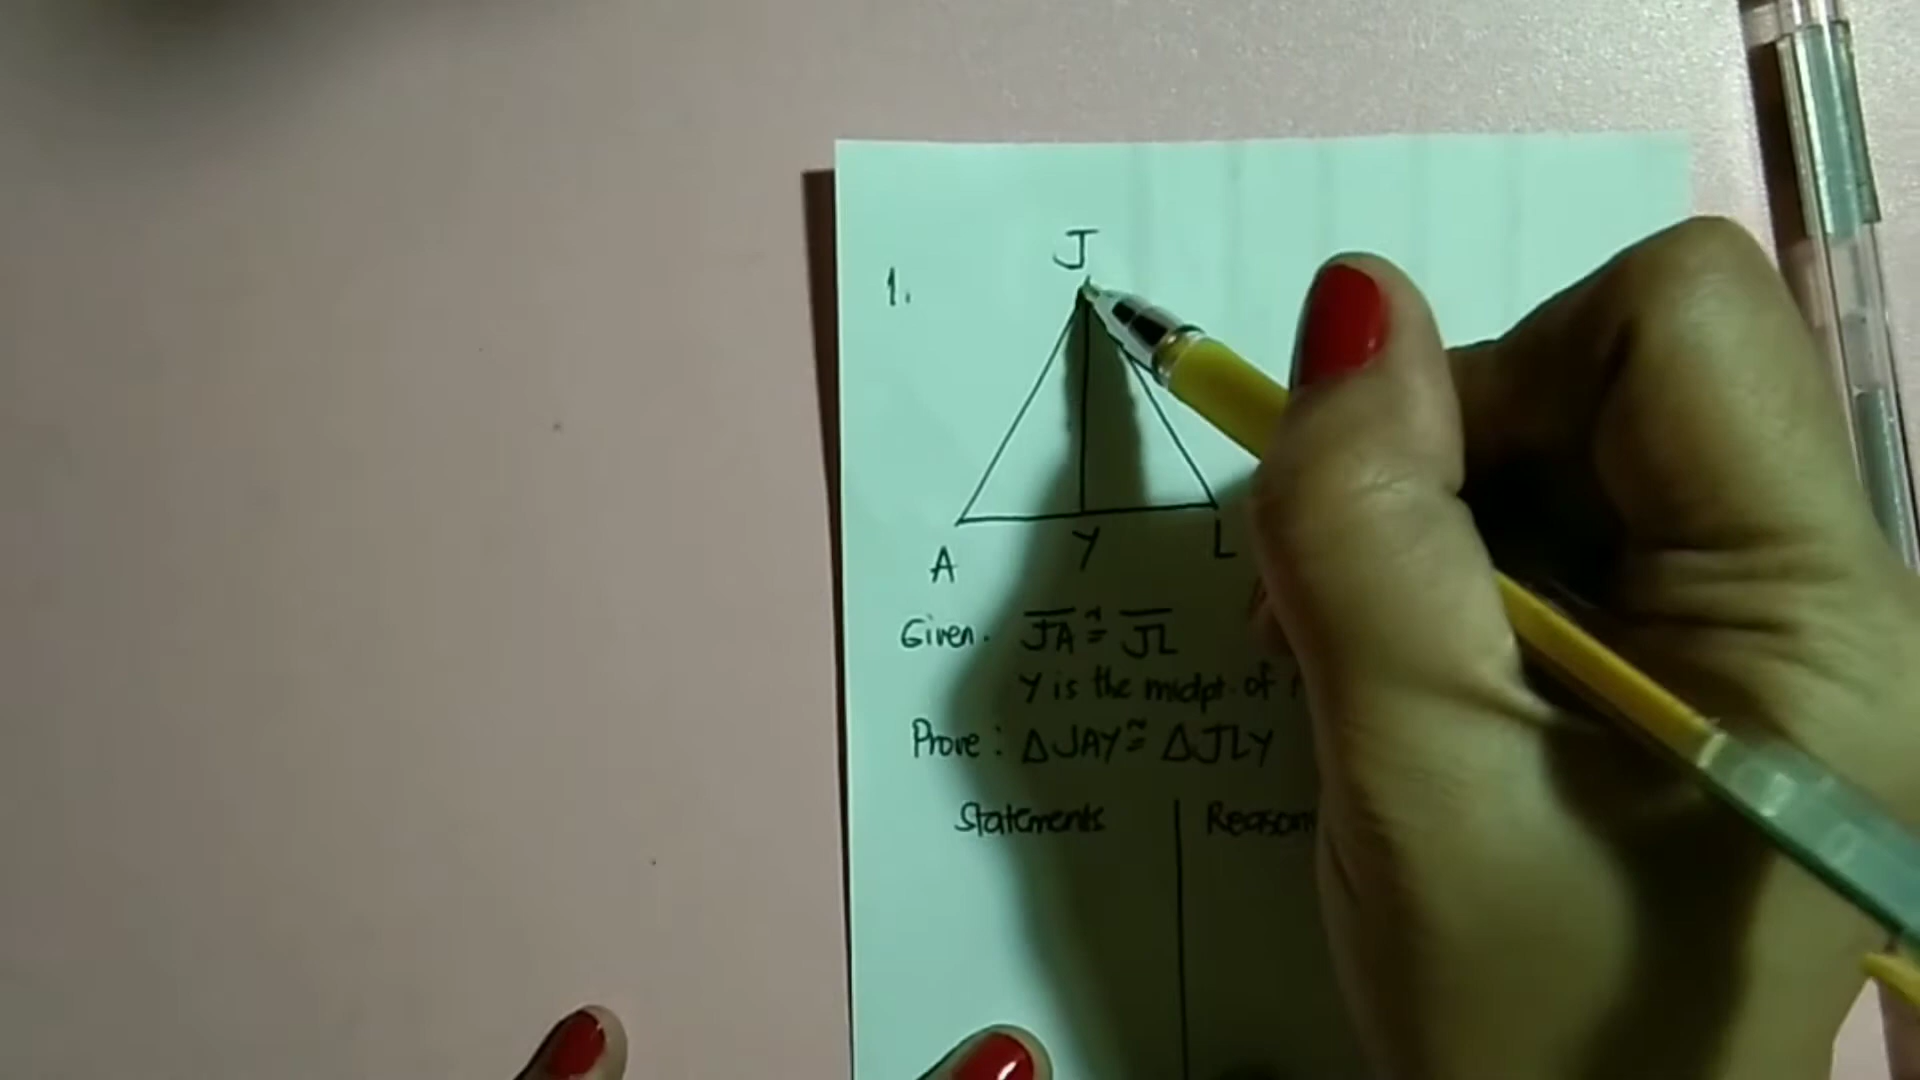 J
1.
A Y L
Given. JA ≅ JL
Y is the midpt. of
Prove : ΔJAY ≅ ΔJLY
Statements